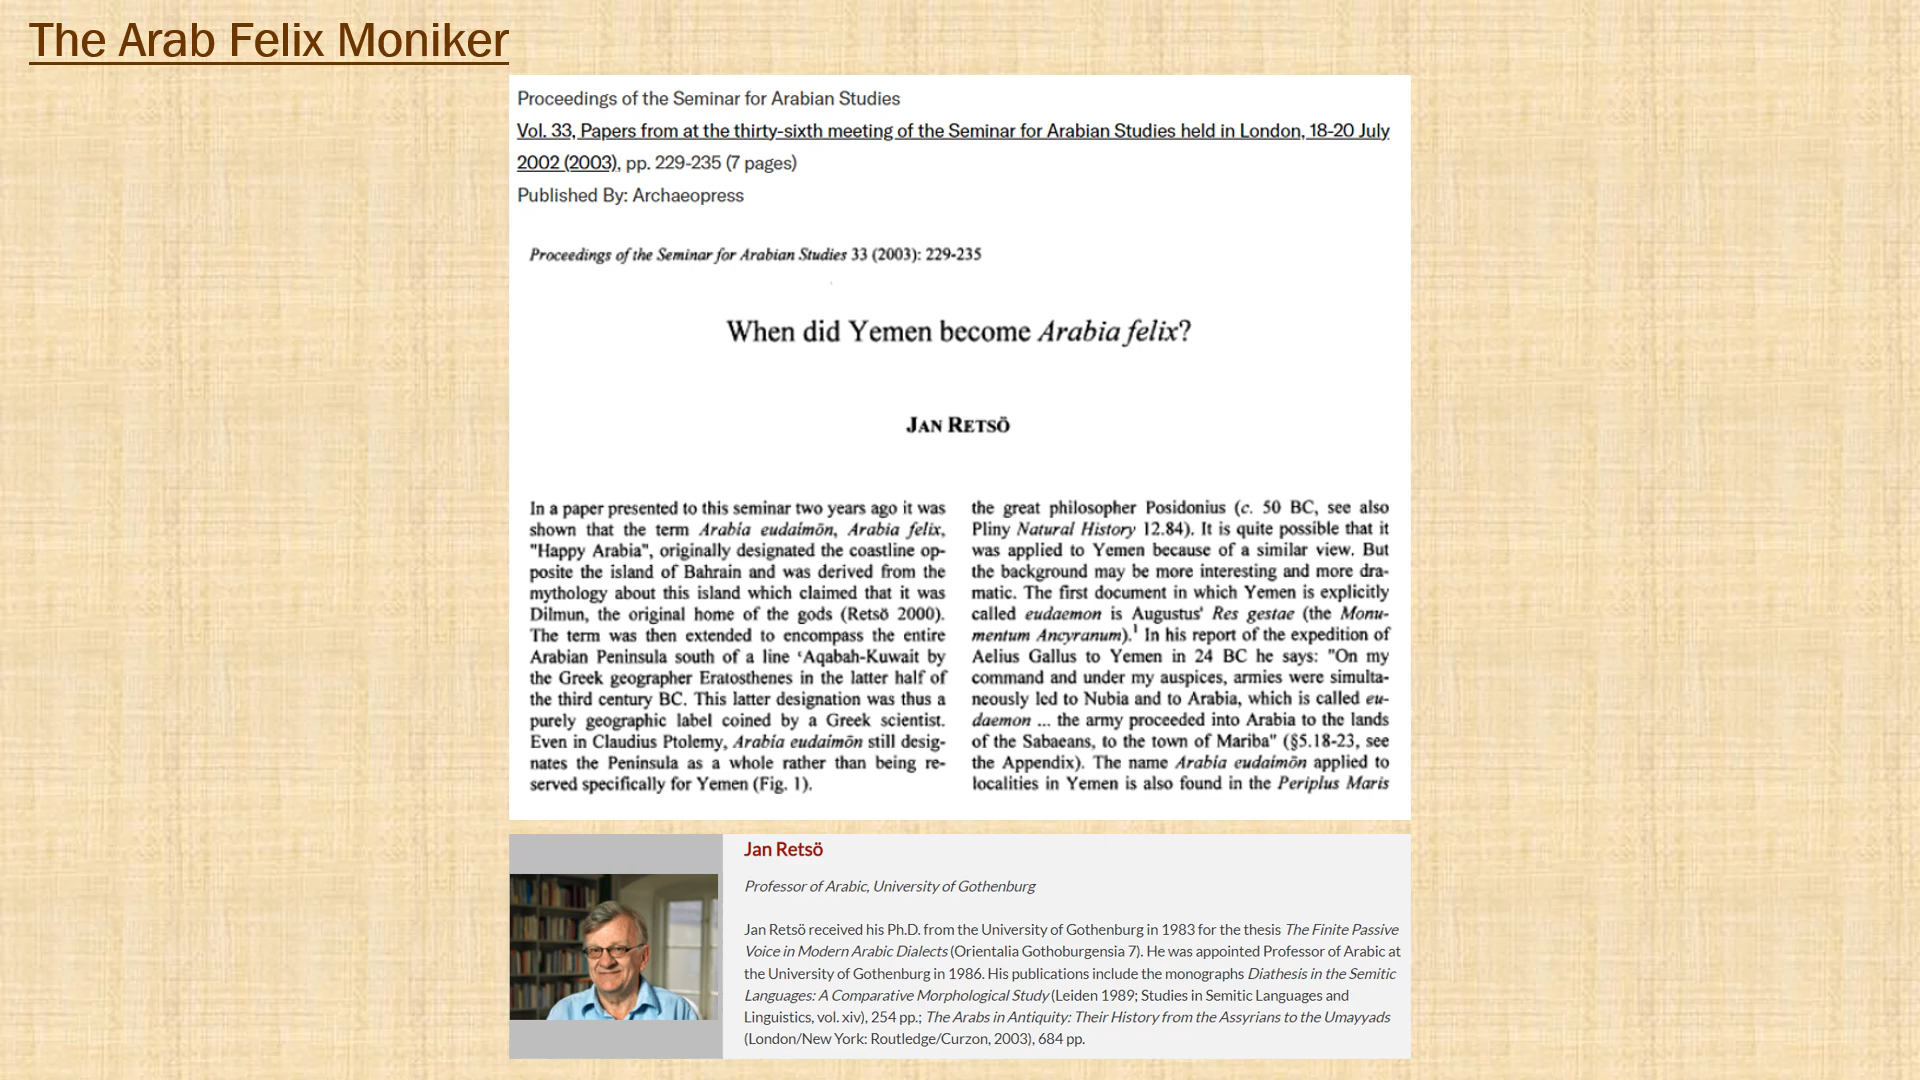 The Arab Felix Moniker
Proceedings of the Seminar for Arabian Studies
Vol. 33, Papers from at the thirty-sixth meeting of the Seminar for Arabian Studies held in London, 18-20 July
2002 (2003), pp. 229-235 (7 pages)
Published By: Archaeopress
Proceedings of the Seminar for Arabian Studies 33 (2003): 229-235
When did Yemen become Arabia felix?
JAN RETSÖ
In a paper presented to this seminar two years ago it was
shown that the term Arabia eudaimōn, Arabia felix,
"Happy Arabia", originally designated the coastline op-
posite the island of Bahrain and was derived from the
mythology about this island which claimed that it was
Dilmun, the original home of the gods (Retsö 2000).
The term was then extended to encompass the entire
Arabian Peninsula south of a line ʿAqabah-Kuwait by
the Greek geographer Eratosthenes in the latter half of
the third century BC. This latter designation was thus a
purely geographic label coined by a Greek scientist.
Even in Claudius Ptolemy, Arabia eudaimōn still desig-
nates the Peninsula as a whole rather than being re-
served specifically for Yemen (Fig. 1).
the great philosopher Posidonius (c. 50 BC, see also
Pliny Natural History 12.84). It is quite possible that it
was applied to Yemen because of a similar view. But
the background may be more interesting and more dra-
matic. The first document in which Yemen is explicitly
called eudaemon is Augustus' Res gestae (the Monu-
mentum Ancyranum).1 In his report of the expedition of
Aelius Gallus to Yemen in 24 BC he says: "On my
command and under my auspices, armies were simulta-
neously led to Nubia and to Arabia, which is called eu-
daemon ... the army proceeded into Arabia to the lands
of the Sabaeans, to the town of Mariba" (§5.18-23, see
the Appendix). The name Arabia eudaimōn applied to
localities in Yemen is also found in the Periplus Maris
Jan Retsö
Professor of Arabic, University of Gothenburg
Jan Retsö received his Ph.D. from the University of Gothenburg in 1983 for the thesis The Finite Passive
Voice in Modern Arabic Dialects (Orientalia Gothoburgensia 7). He was appointed Professor of Arabic at
the University of Gothenburg in 1986. His publications include the monographs Diathesis in the Semitic
Languages: A Comparative Morphological Study (Leiden 1989; Studies in Semitic Languages and
Linguistics, vol. xiv), 254 pp.; The Arabs in Antiquity: Their History from the Assyrians to the Umayyads
(London/New York: Routledge/Curzon, 2003), 684 pp.